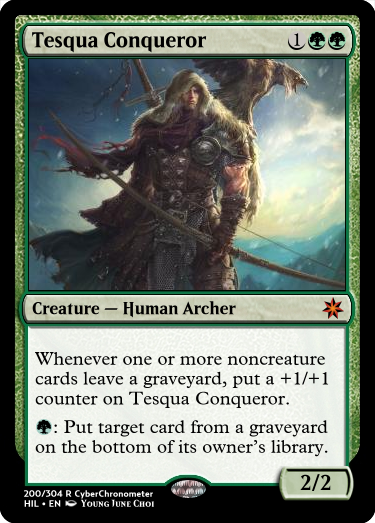 Tesqua Conqueror 1
Creature — Human Archer
Whenever one or more noncreature
cards leave a graveyard, put a +1/+1
counter on Tesqua Conqueror.
: Put target card from a graveyard
on the bottom of its owner's library.
2/2
200/304 R CyberChronometer
HIL • EN Young June Choi